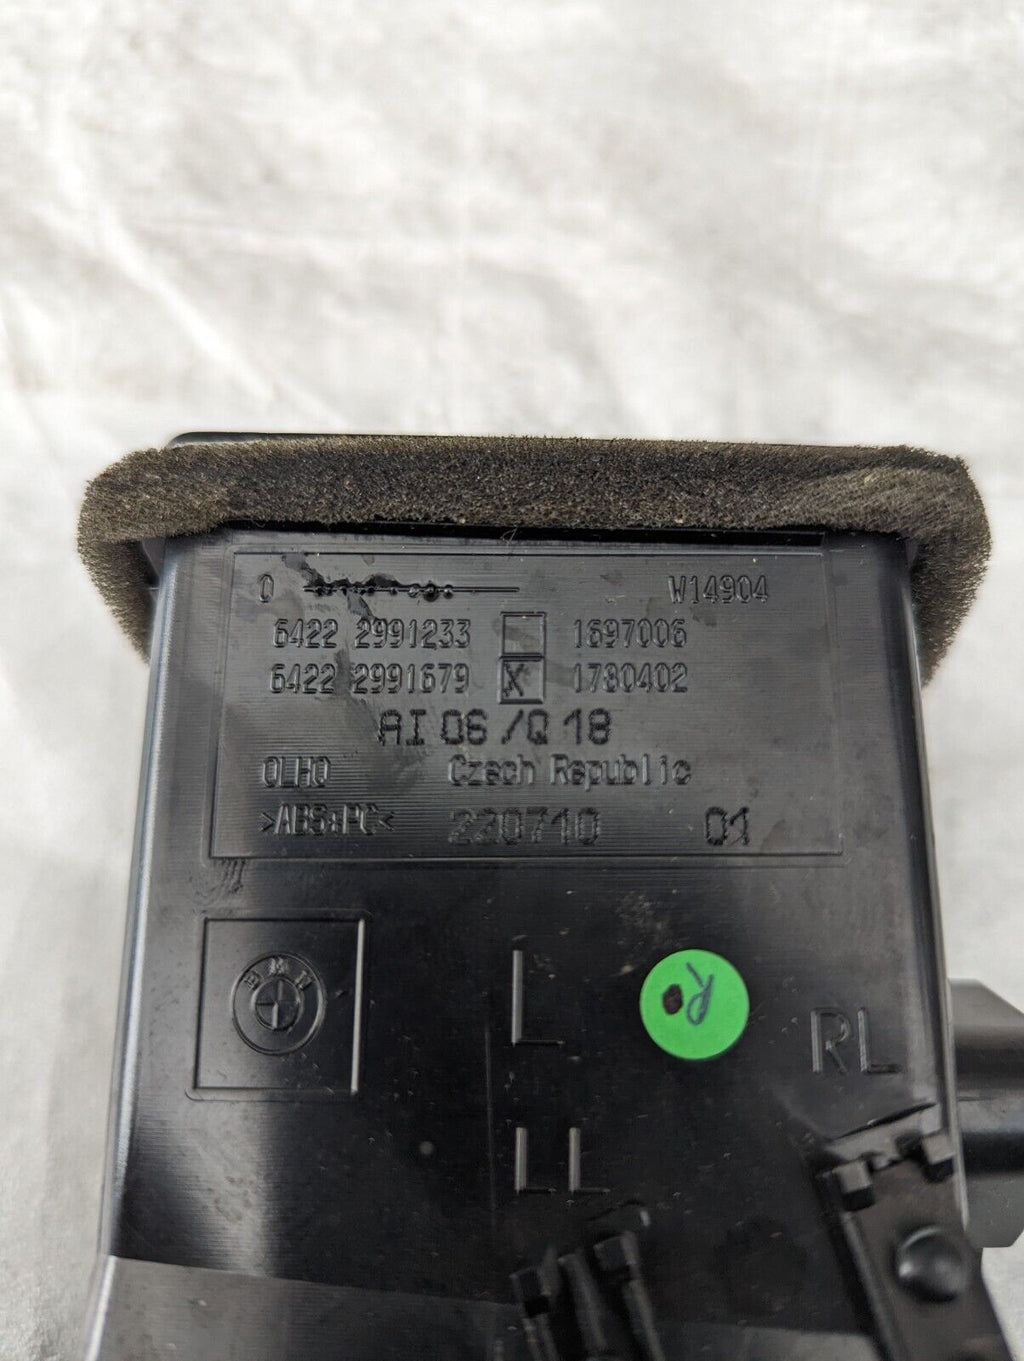 0 W14904
6422 2991233 1697006
6422 2991679 X 1780402
AI 06 /Q 18
OLHO Czech Republic
>ABS+PC< 220710 01
BMW
L R RL
LL